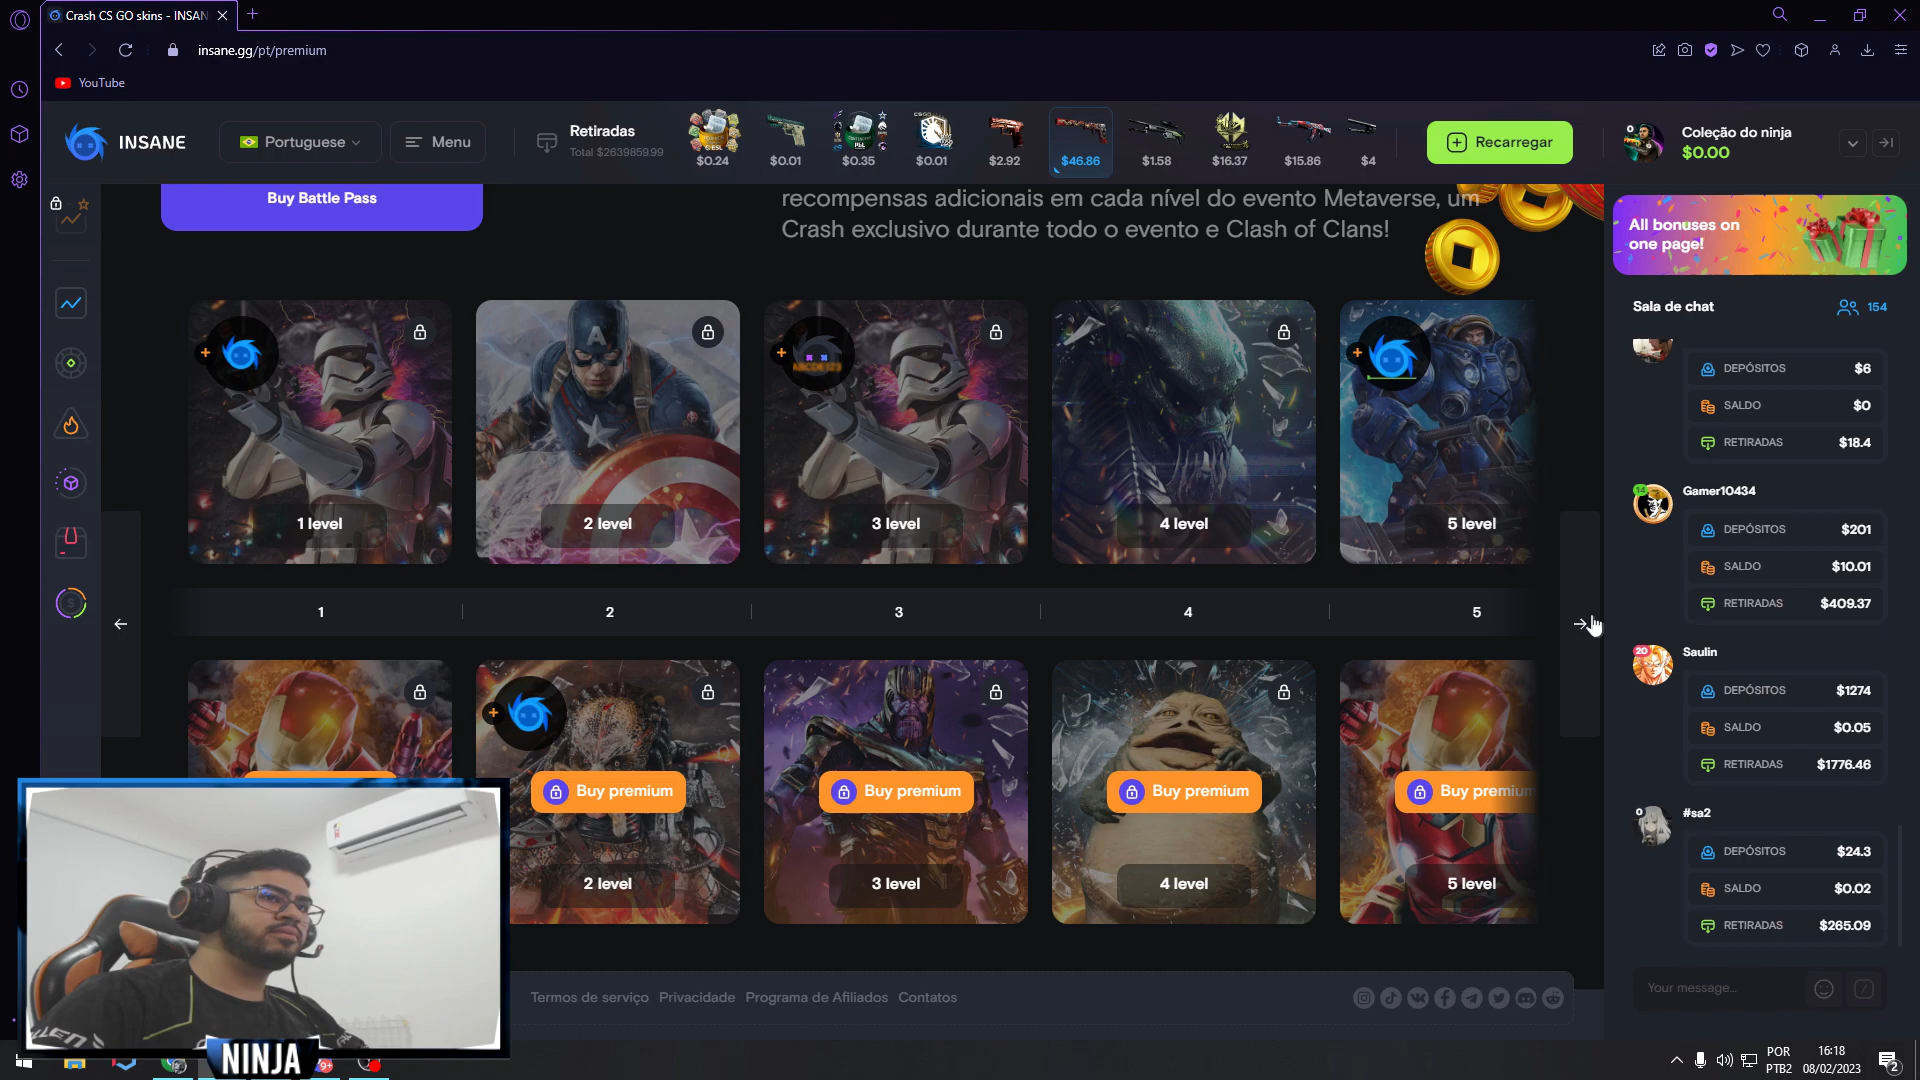 Crash CS GO skins - INSAN
insane.gg/pt/premium
YouTube
INSANE
Portuguese
Menu
Retiradas
Total $2639859.99
$0.24
$0.01
$0.35
$0.01
$2.92
$46.86
$1.58
$16.37
$15.86
$4
Recarregar
0
Coleção do ninja
$0.00
Buy Battle Pass
recompensas adicionais em cada nível do evento Metaverse, um
Crash exclusivo durante todo o evento e Clash of Clans!
All bonuses on
one page!
Sala de chat
154
1 level
2 level
3 level
4 level
5 level
1
2
3
4
5
Buy premium
Buy premium
Buy premium
Buy premium
2 level
3 level
4 level
5 level
DEPÓSITOS $6
SALDO $0
RETIRADAS $18.4
Gamer10434
DEPÓSITOS $201
SALDO $10.01
RETIRADAS $409.37
20
Saulin
DEPÓSITOS $1274
SALDO $0.05
RETIRADAS $1776.46
0
#sa2
DEPÓSITOS $24.3
SALDO $0.02
RETIRADAS $265.09
Your message...
Termos de serviço Privacidade Programa de Afiliados Contatos
NINJA
9+
POR
PTB2
16:18
08/02/2023
2